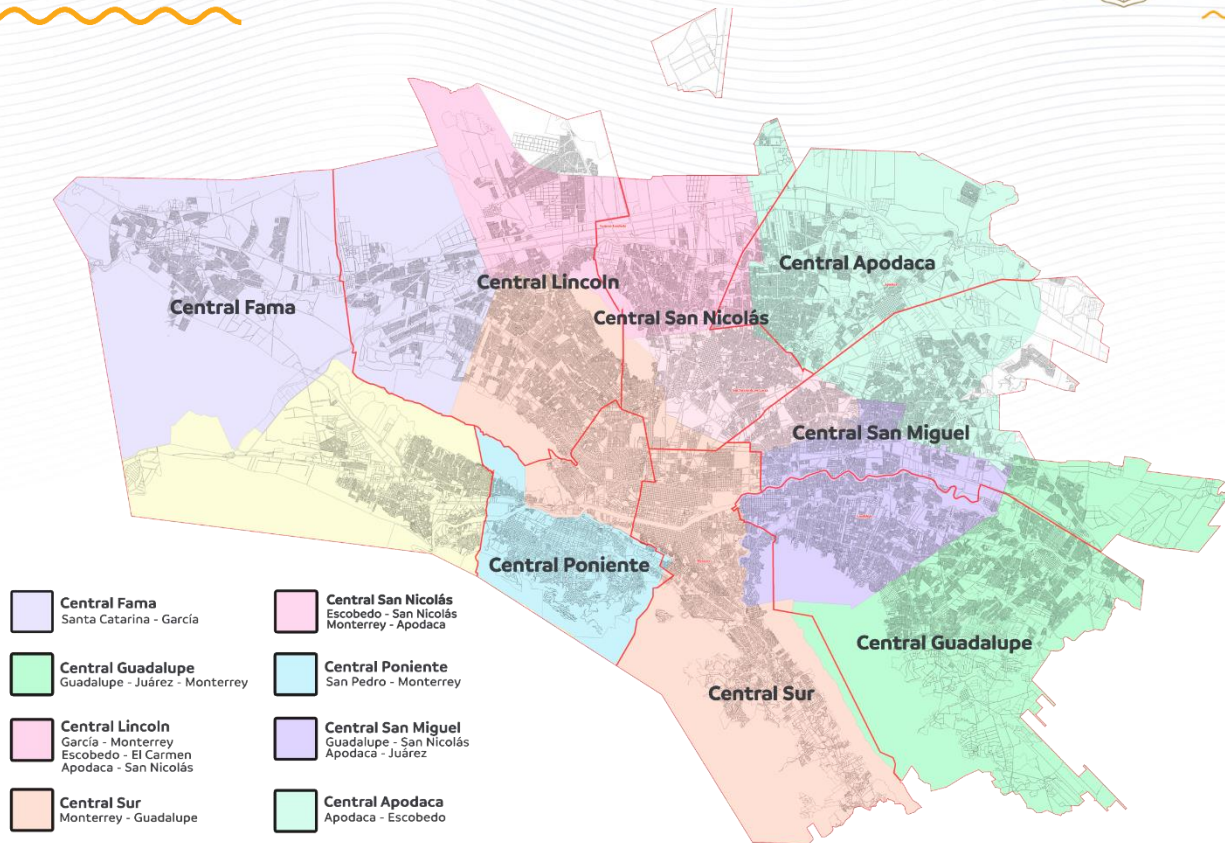 Central Apodaca
Central Lincoln
Central Fama
Central San Nicolás
Central San Miguel
Central Poniente
Central Guadalupe
Central Sur
Central Fama
Santa Catarina - García
Central Guadalupe
Guadalupe - Juárez - Monterrey
Central Lincoln
García - Monterrey
Escobedo - El Carmen
Apodaca - San Nicolás
Central Sur
Monterrey - Guadalupe
Central San Nicolás
Escobedo - San Nicolás
Monterrey - Apodaca
Central Poniente
San Pedro - Monterrey
Central San Miguel
Guadalupe - San Nicolás
Apodaca - Juárez
Central Apodaca
Apodaca - Escobedo